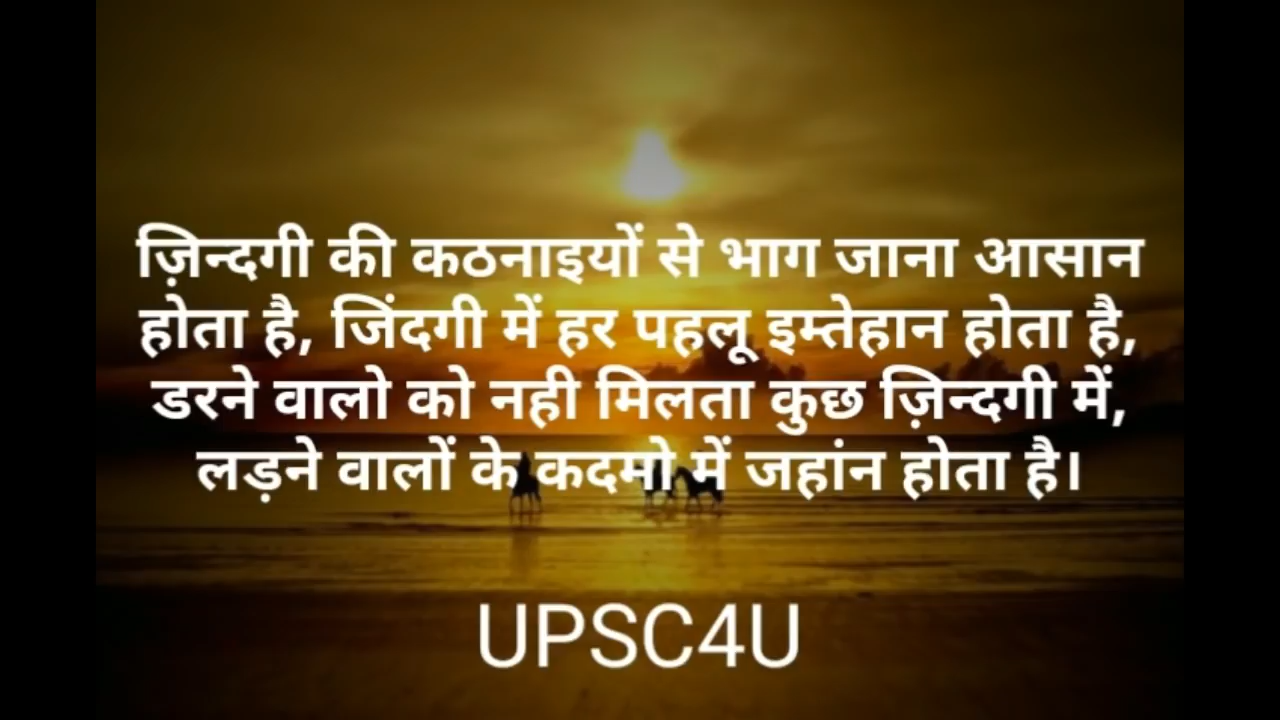 ज़िन्दगी की कठनाइयों से भाग जाना आसान
होता है, जिंदगी में हर पहलू इम्तेहान होता है,
डरने वालो को नही मिलता कुछ ज़िन्दगी में,
लड़ने वालों के कदमो में जहांन होता है।
UPSC4U